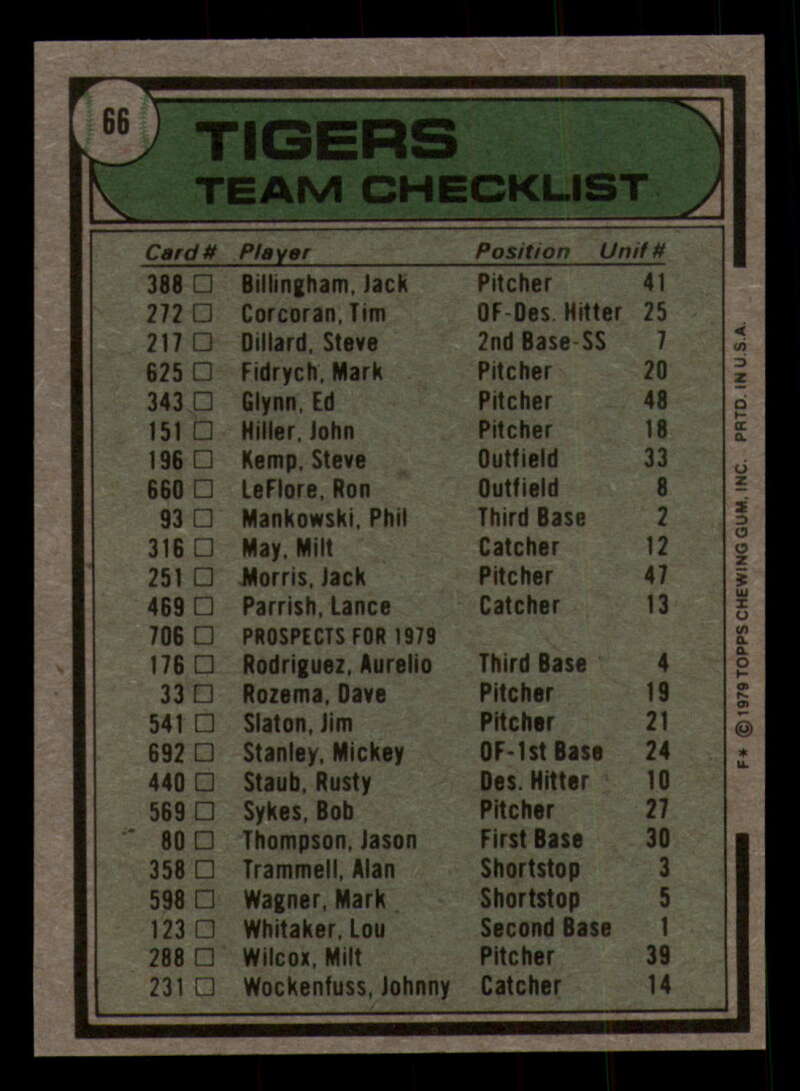 66
TIGERS
TEAM CHECKLIST
Card# Player Position Unif#
388 □ Billingham, Jack Pitcher 41
272 □ Corcoran, Tim OF-Des. Hitter 25
217 □ Dillard, Steve 2nd Base-SS 7
625 □ Fidrych, Mark Pitcher 20
343 □ Glynn, Ed Pitcher 48
151 □ Hiller, John Pitcher 18
196 □ Kemp, Steve Outfield 33
660 □ LeFlore, Ron Outfield 8
93 □ Mankowski, Phil Third Base 2
316 □ May, Milt Catcher 12
251 □ Morris, Jack Pitcher 47
469 □ Parrish, Lance Catcher 13
706 □ PROSPECTS FOR 1979
176 □ Rodriguez, Aurelio Third Base 4
33 □ Rozema, Dave Pitcher 19
541 □ Slaton, Jim Pitcher 21
692 □ Stanley, Mickey OF-1st Base 24
440 □ Staub, Rusty Des. Hitter 10
569 □ Sykes, Bob Pitcher 27
80 □ Thompson, Jason First Base 30
358 □ Trammell, Alan Shortstop 3
598 □ Wagner, Mark Shortstop 5
123 □ Whitaker, Lou Second Base 1
288 □ Wilcox, Milt Pitcher 39
231 □ Wockenfuss, Johnny Catcher 14
F* © 1979 TOPPS CHEWING GUM, INC. PRTD. IN U.S.A.